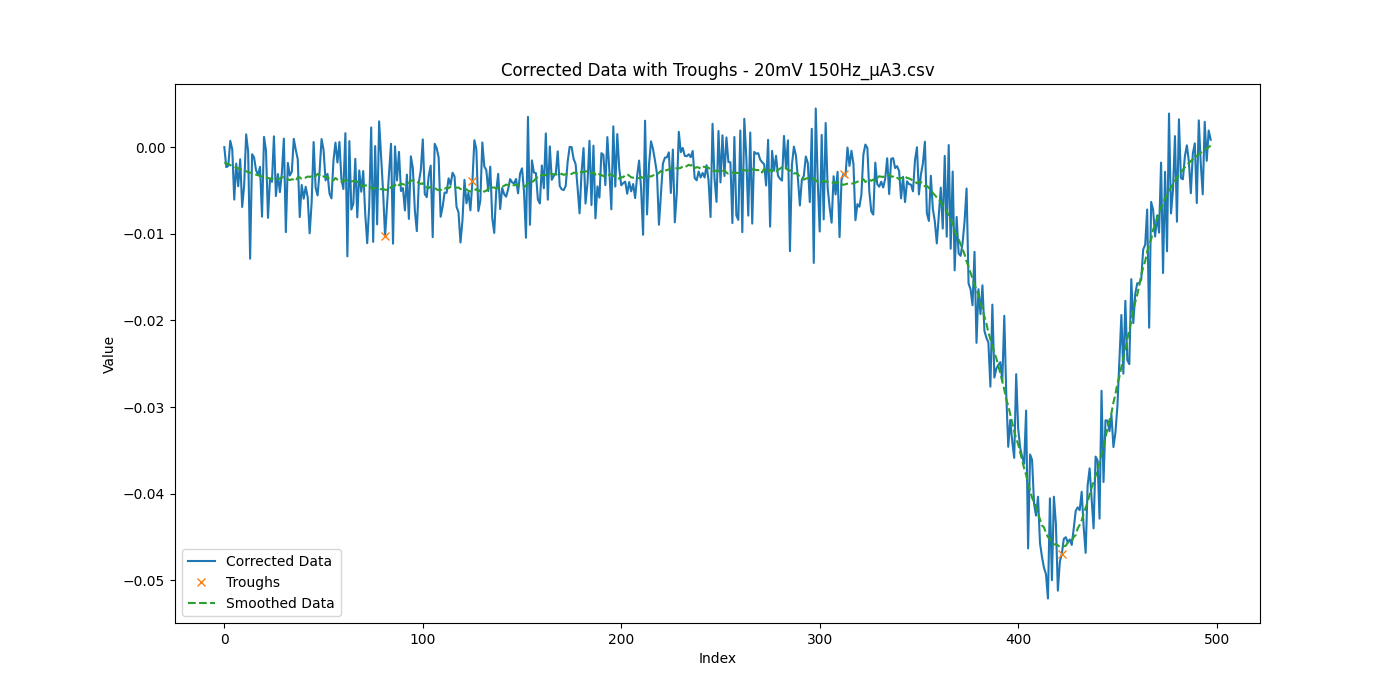 Corrected Data with Troughs - 20mV 150Hz_μA3.csv
0.00
−0.01
−0.02
−0.03
−0.04
−0.05
Value
Corrected Data
Troughs
Smoothed Data
0 100 200 300 400 500
Index